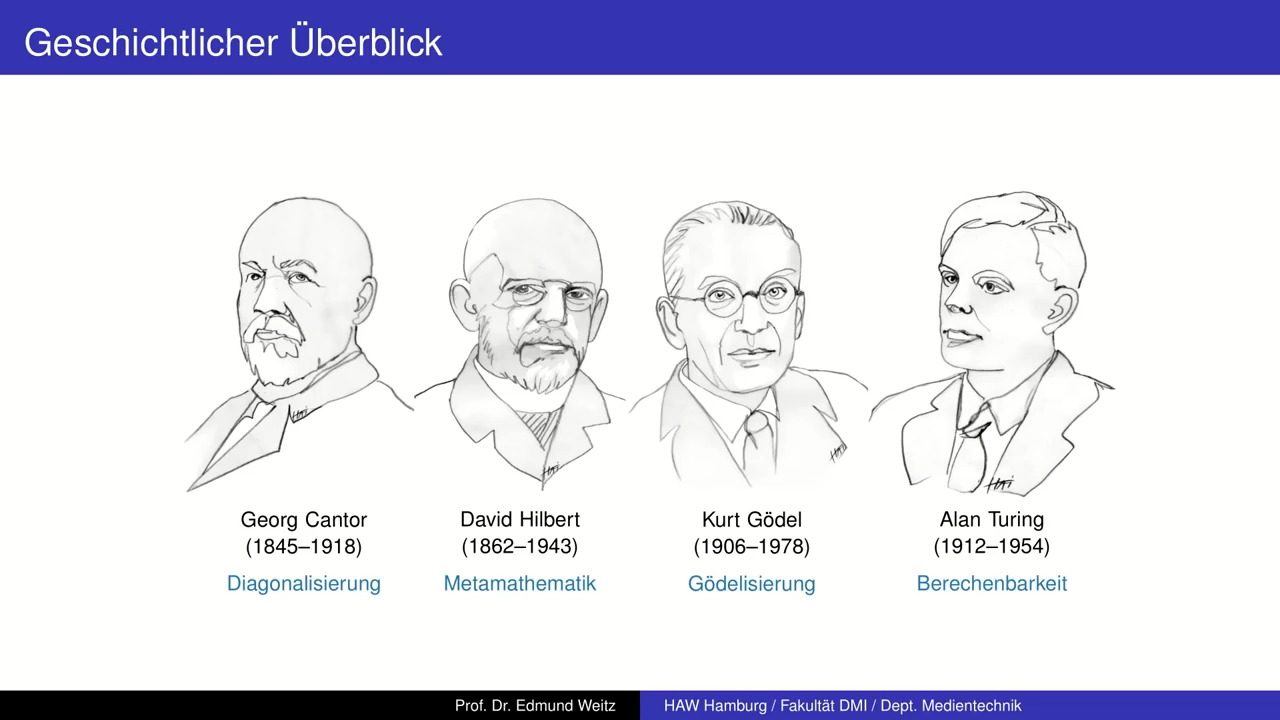 Geschichtlicher Überblick
Georg Cantor
(1845–1918)
Diagonalisierung
David Hilbert
(1862–1943)
Metamathematik
Kurt Gödel
(1906–1978)
Gödelisierung
Alan Turing
(1912–1954)
Berechenbarkeit
Prof. Dr. Edmund Weitz
HAW Hamburg / Fakultät DMI / Dept. Medientechnik